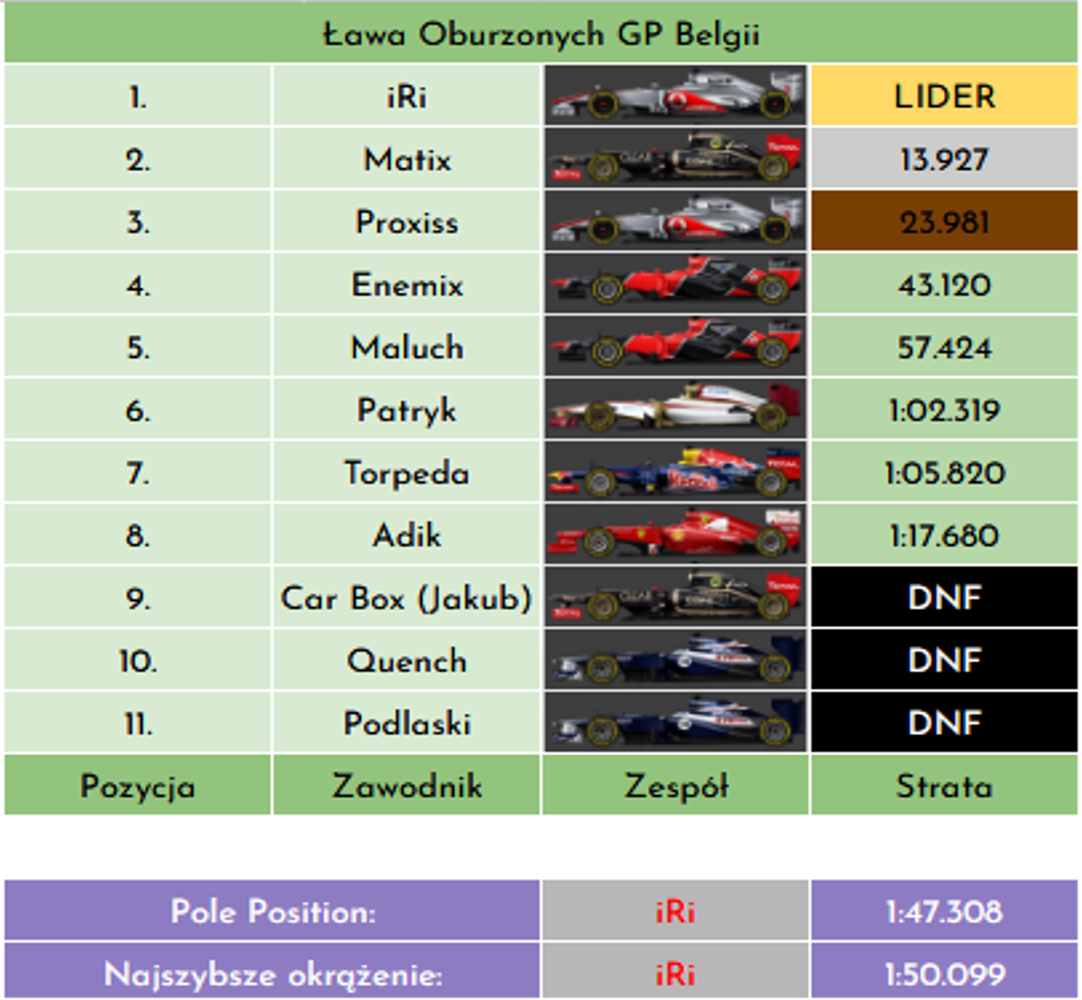 Ława Oburzonych GP Belgii
1. iRi LIDER
2. Matix 13.927
3. Proxiss 23.981
4. Enemix 43.120
5. Maluch 57.424
6. Patryk 1:02.319
7. Torpeda 1:05.820
8. Adik 1:17.680
9. Car Box (Jakub) DNF
10. Quench DNF
11. Podlaski DNF
Pozycja Zawodnik Zespół Strata
Pole Position: iRi 1:47.308
Najszybsze okrążenie: iRi 1:50.099